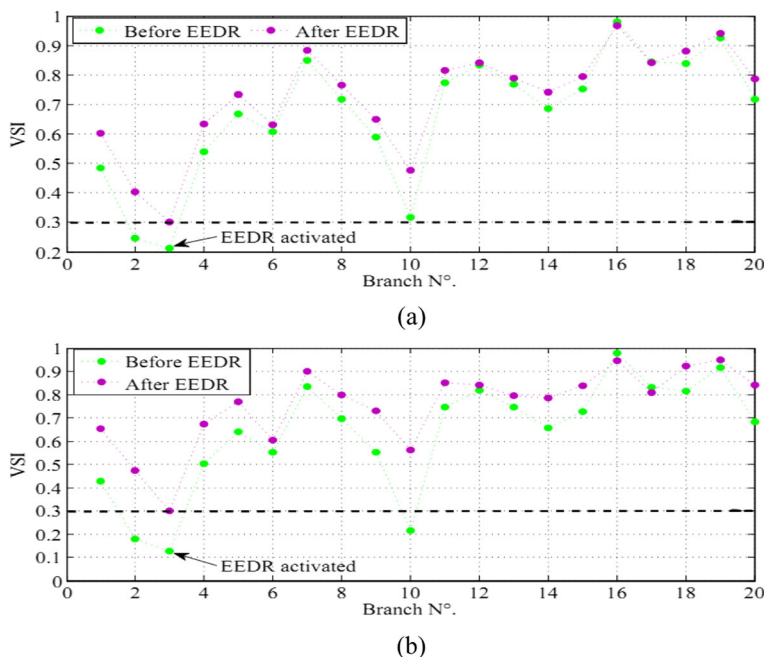 1
Before EEDR After EEDR
0.9
0.8
0.7
0.6
VSI
0.5
0.4
0.3
EEDR activated
0.2
0 2 4 6 8 10 12 14 16 18 20
Branch N°.
(a)
1
Before EEDR
0.9
After EEDR
0.8
0.7
0.6
VSI
0.5
0.4
0.3
0.2
0.1
EEDR activated
0
0 2 4 6 8 10 12 14 16 18 20
Branch N°.
(b)